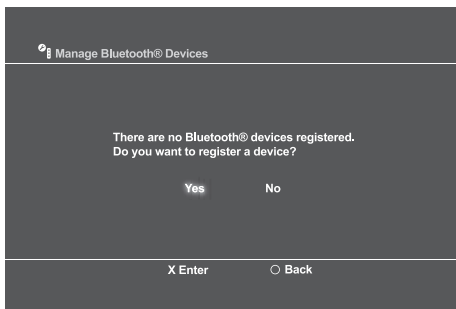 Manage Bluetooth® Devices
There are no Bluetooth® devices registered.
Do you want to register a device?
Yes No
X Enter ○ Back